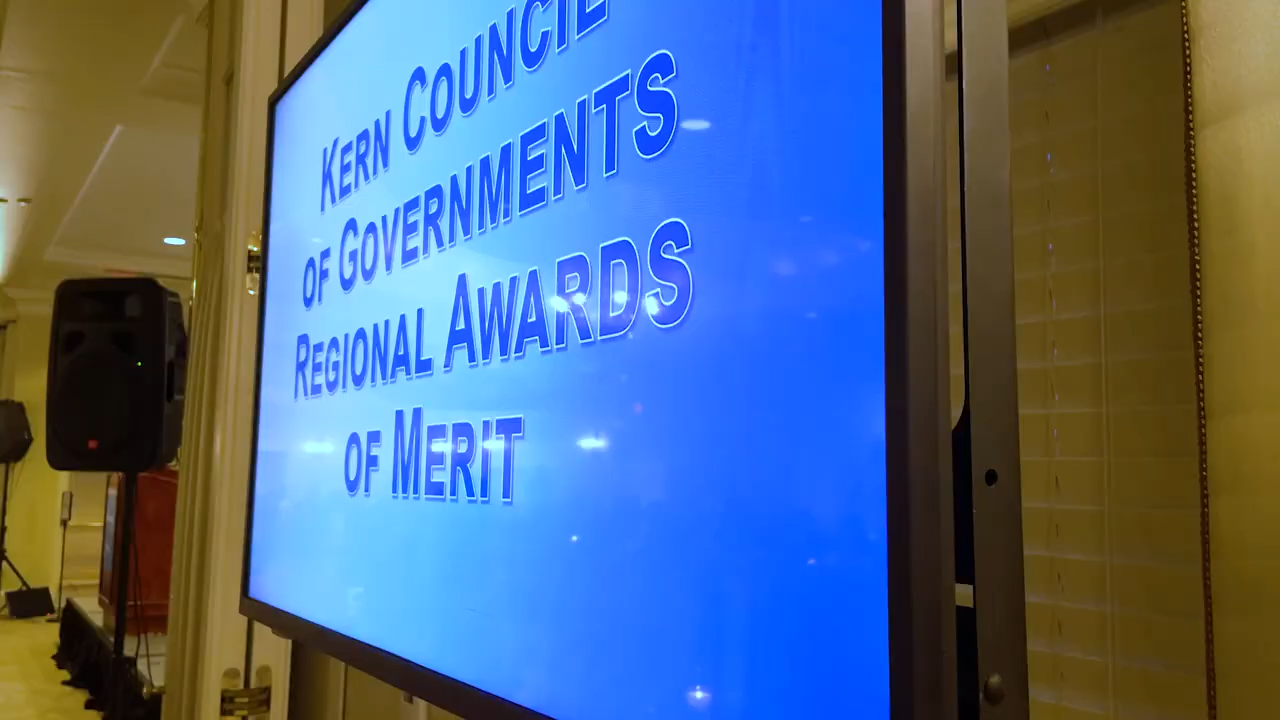 KERN COUNCIL
OF GOVERNMENTS
REGIONAL AWARDS
OF MERIT